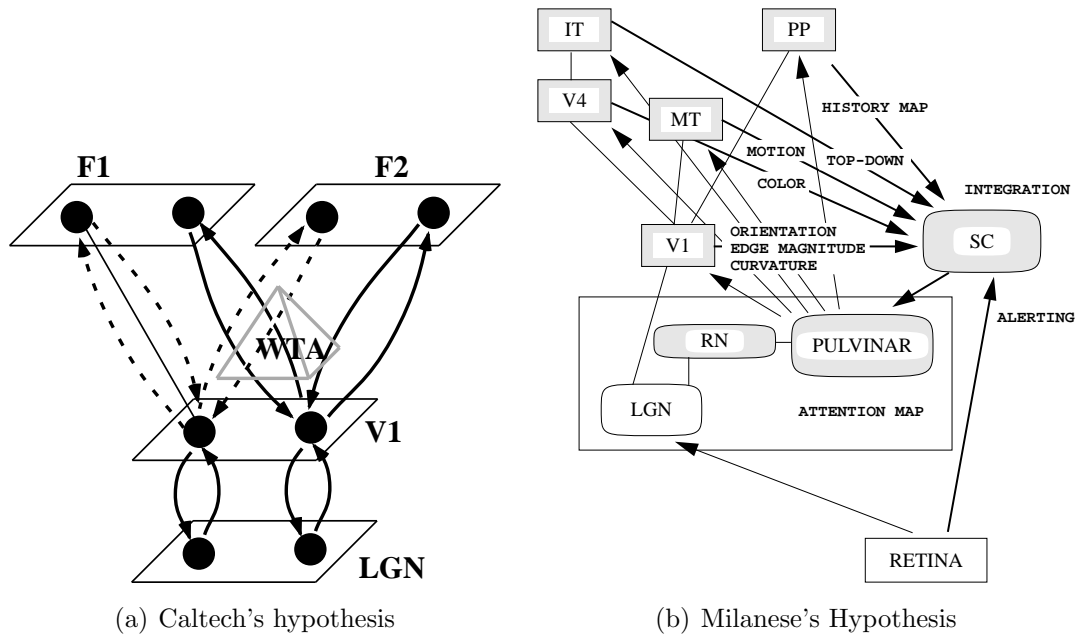 F1
F2
WTA
V1
LGN
(a) Caltech's hypothesis
IT
PP
V4
MT
HISTORY MAP
MOTION
TOP-DOWN
COLOR
INTEGRATION
V1
ORIENTATION
EDGE MAGNITUDE
CURVATURE
SC
ALERTING
RN
PULVINAR
LGN
ATTENTION MAP
RETINA
(b) Milanese's Hypothesis